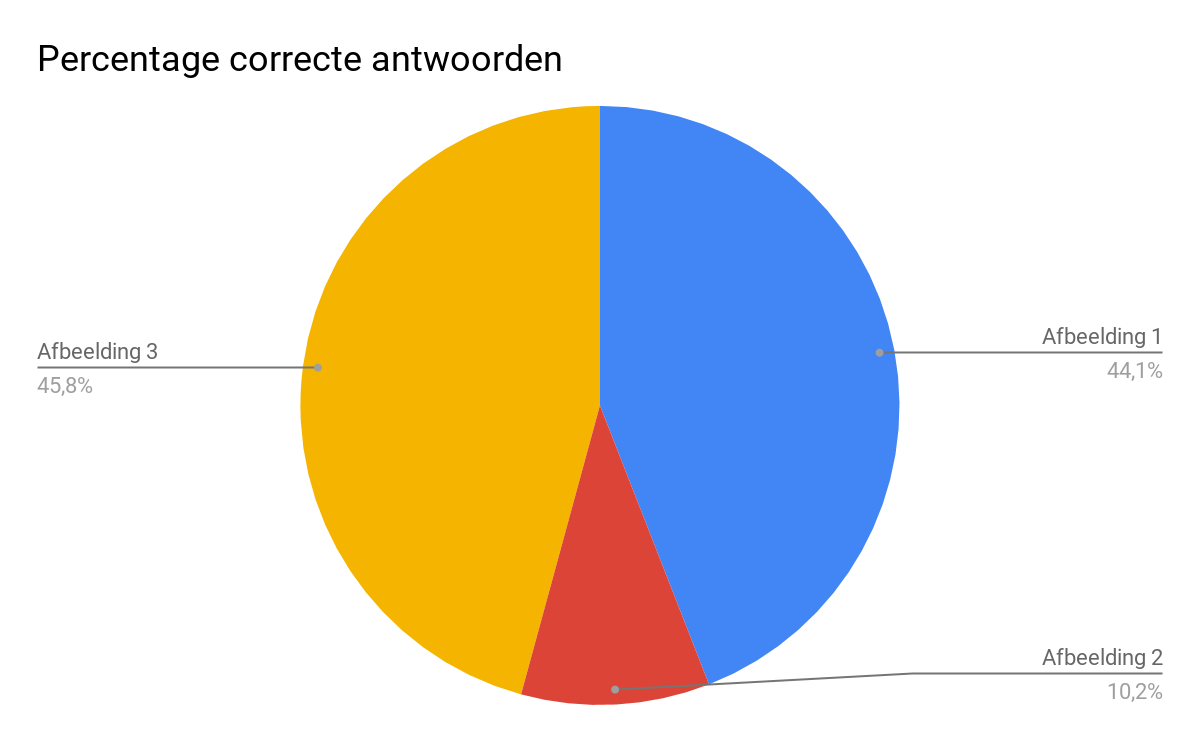 Percentage correcte antwoorden
Afbeelding 1
44,1%
Afbeelding 3
45,8%
Afbeelding 2
10,2%